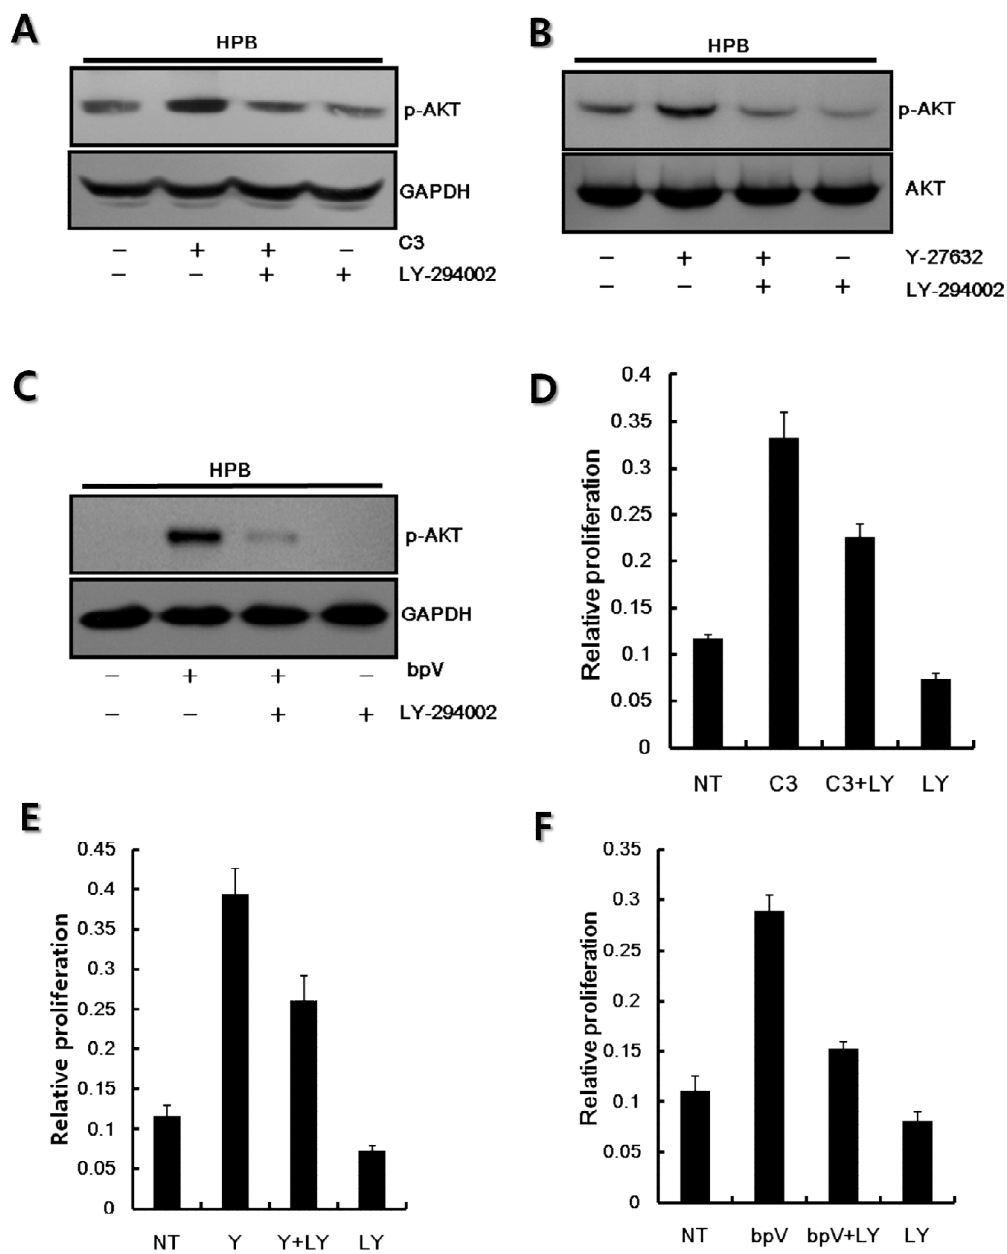 A
HPB
p-AKT
GAPDH
– + + – C3
– – + + LY-294002
B
HPB
p-AKT
AKT
– + + – Y-27632
– – + + LY-294002
C
HPB
p-AKT
GAPDH
– + + – bpV
– – + + LY-294002
D
Relative proliferation
0.4
0.35
0.3
0.25
0.2
0.15
0.1
0.05
0
NT C3 C3+LY LY
E
Relative proliferation
0.45
0.4
0.35
0.3
0.25
0.2
0.15
0.1
0.05
0
NT Y Y+LY LY
F
Relative proliferation
0.35
0.3
0.25
0.2
0.15
0.1
0.05
0
NT bpV bpV+LY LY